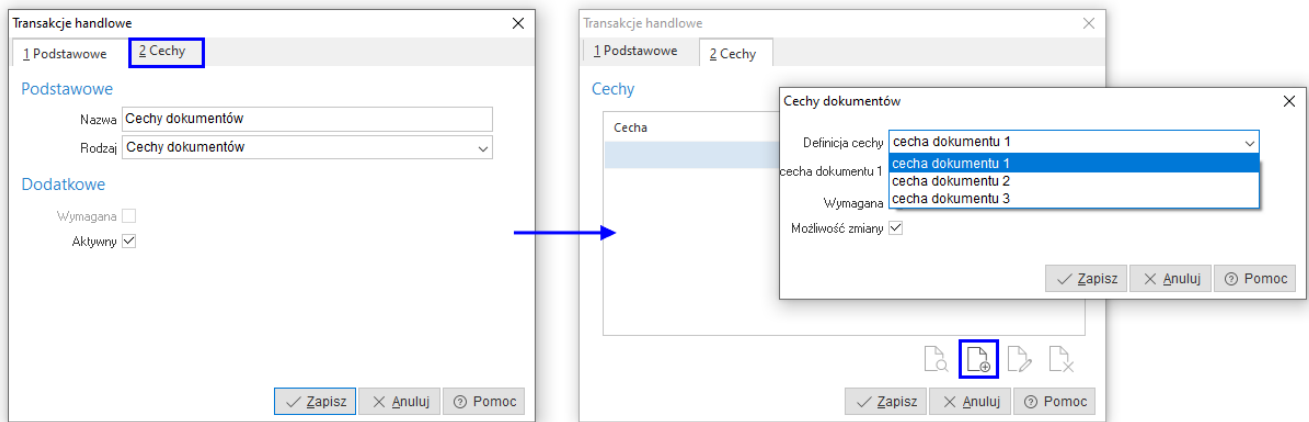 Transakcje handlowe
1 Podstawowe 2 Cechy
Podstawowe
Nazwa Cechy dokumentów
Rodzaj Cechy dokumentów
Dodatkowe
Wymagana
Aktywny
Zapisz Anuluj Pomoc
Transakcje handlowe
1 Podstawowe 2 Cechy
Cechy
Cecha
Zapisz Anuluj Pomoc
Cechy dokumentów
Definicja cechy cecha dokumentu 1
cecha dokumentu 1
cecha dokumentu 2
cecha dokumentu 3
cecha dokumentu 1
Wymagana
Możliwość zmiany
Zapisz Anuluj Pomoc